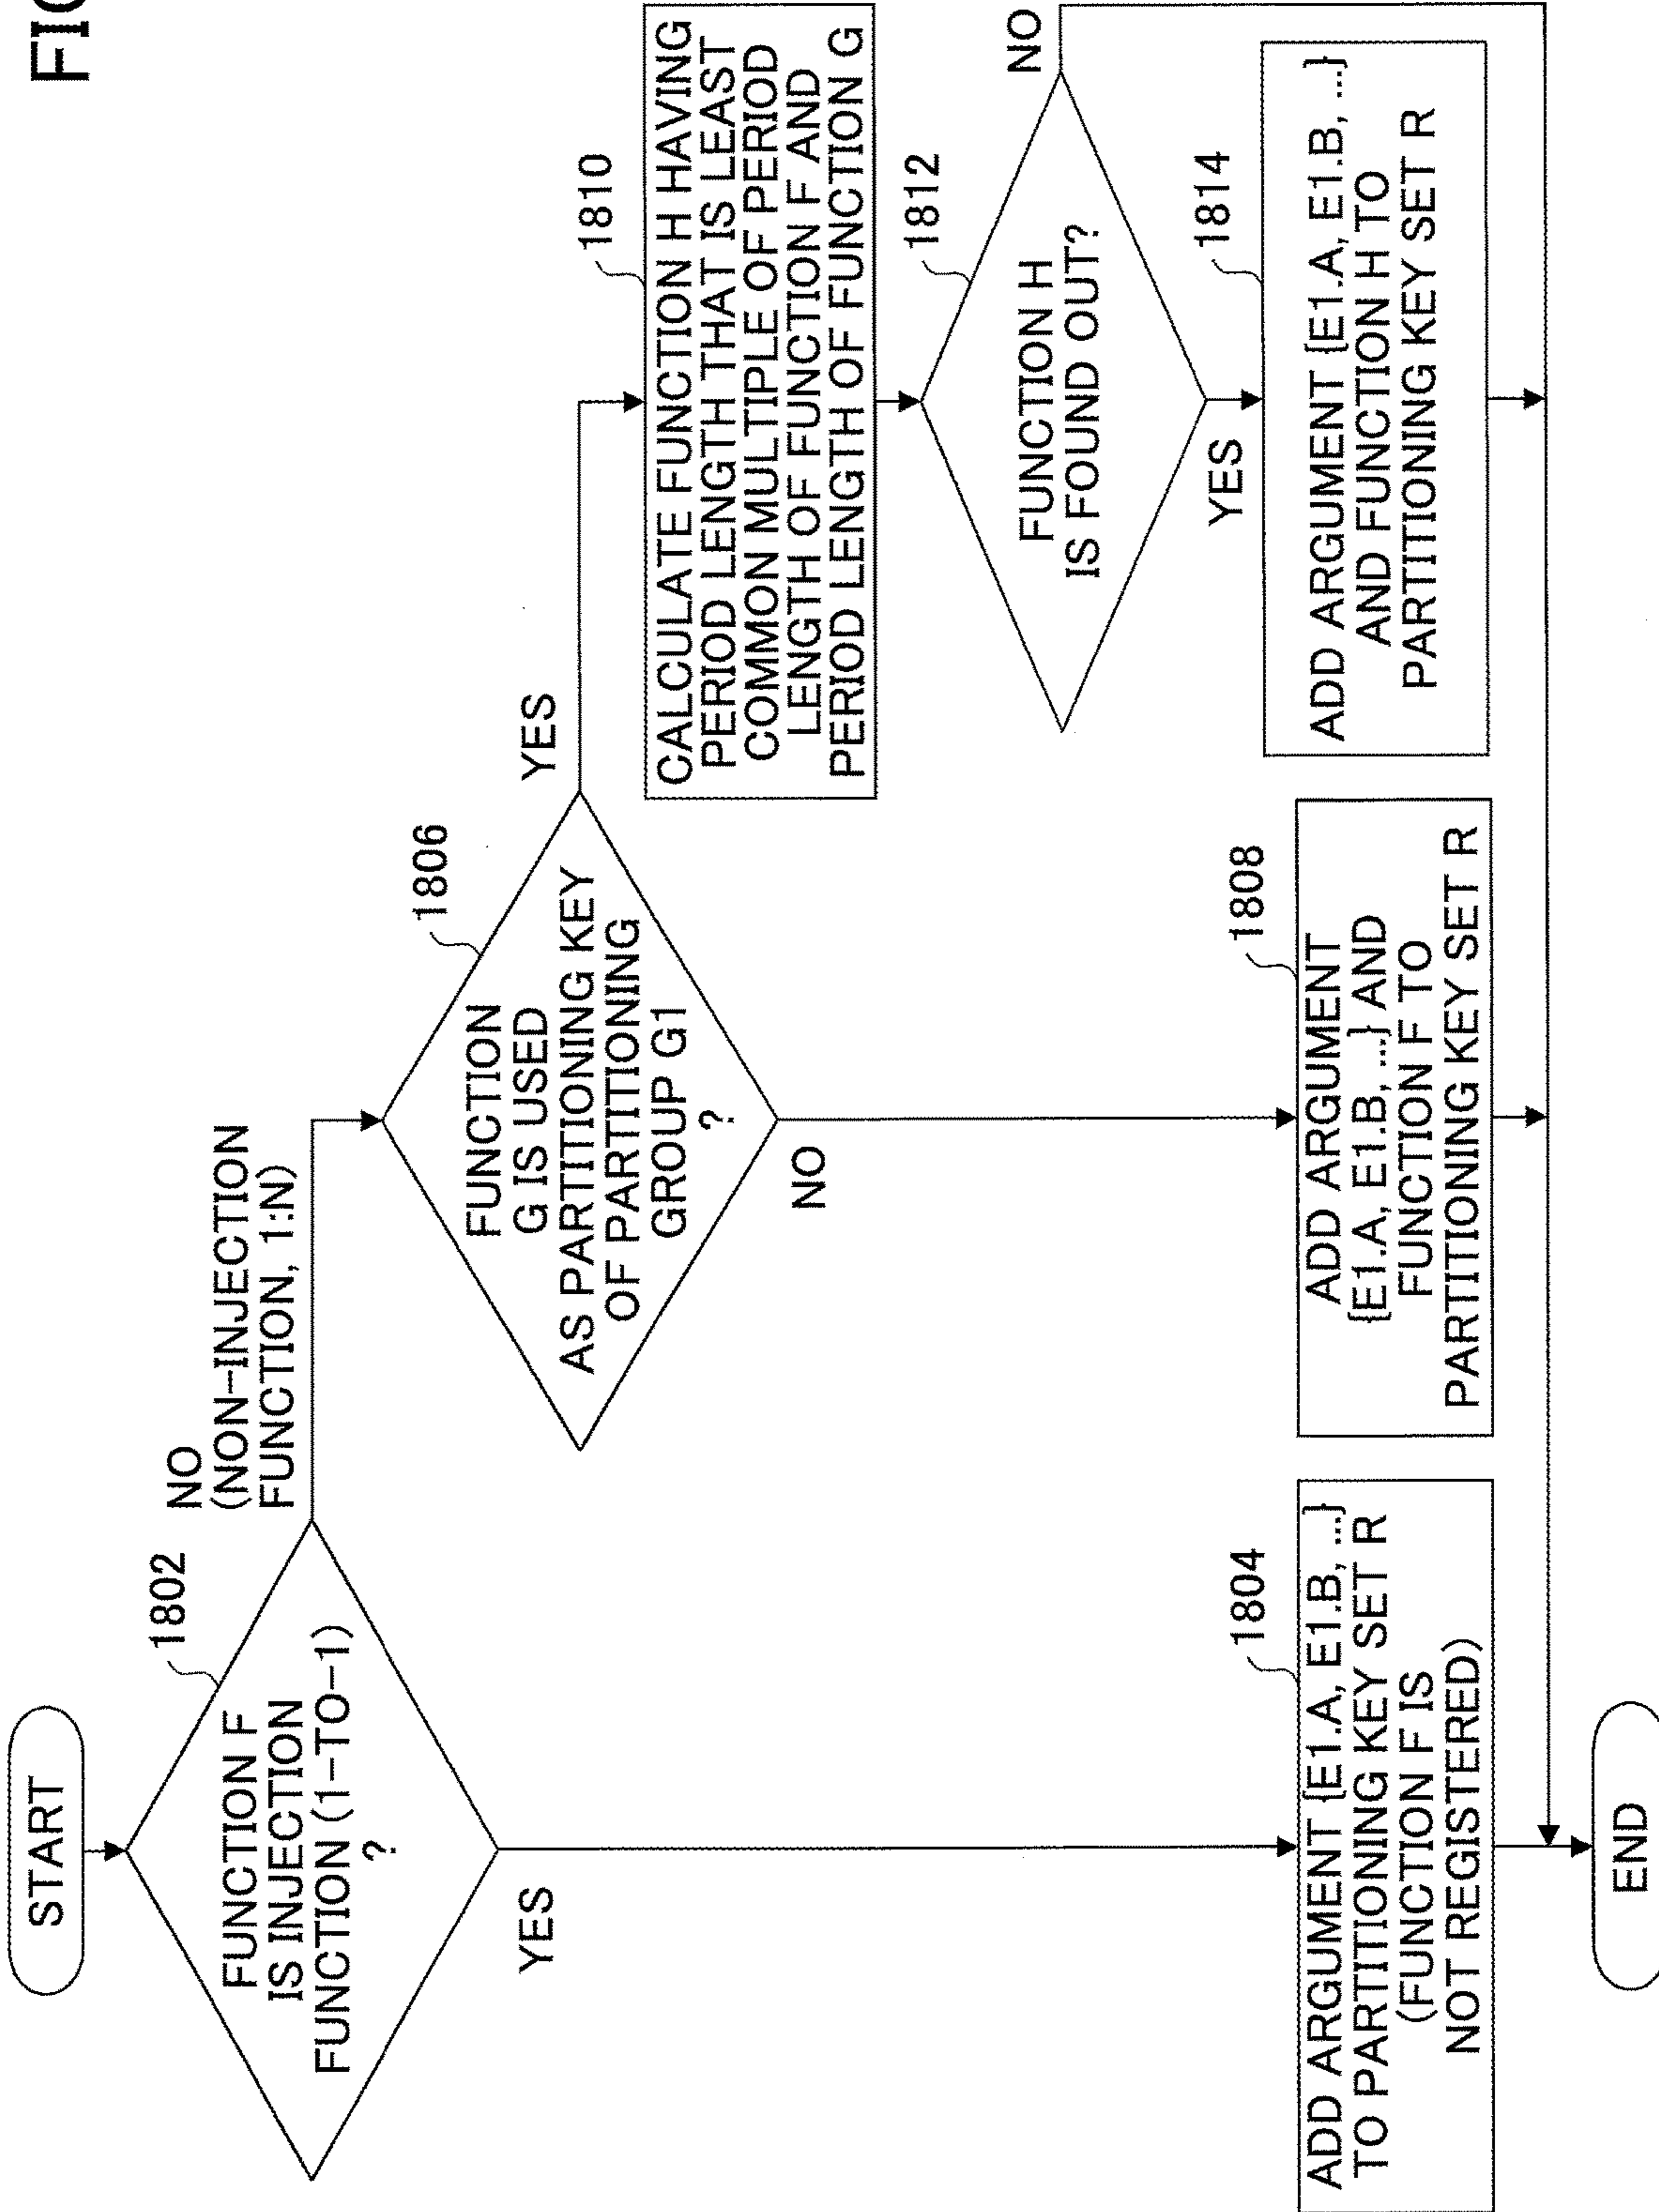 FIG
START
1802
FUNCTION F
IS INJECTION
FUNCTION (1-TO-1)
?
NO
(NON-INJECTION
FUNCTION, 1:N)
YES
1806
FUNCTION
G IS USED
AS PARTITIONING KEY
OF PARTITIONING
GROUP G1
?
YES
NO
1810
CALCULATE FUNCTION H HAVING
PERIOD LENGTH THAT IS LEAST
COMMON MULTIPLE OF PERIOD
LENGTH OF FUNCTION F AND
PERIOD LENGTH OF FUNCTION G
1812
FUNCTION H
IS FOUND OUT?
NO
YES
1804
ADD ARGUMENT {E1.A, E1.B, ...}
TO PARTITIONING KEY SET R
(FUNCTION F IS
NOT REGISTERED)
1808
ADD ARGUMENT
{E1.A, E1.B, ...} AND
FUNCTION F TO
PARTITIONING KEY SET R
1814
ADD ARGUMENT {E1.A, E1.B, ...}
AND FUNCTION H TO
PARTITIONING KEY SET R
END